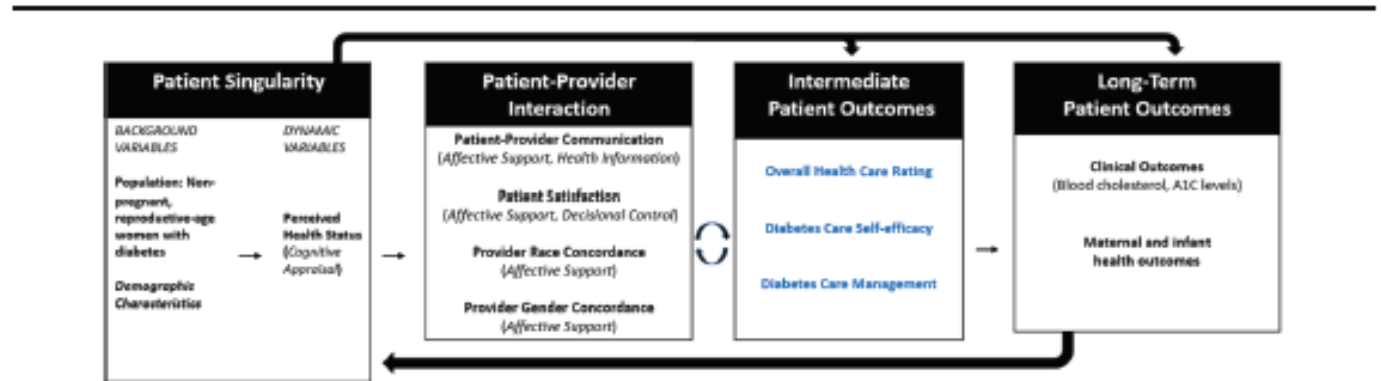 Patient Singularity
BACKGROUND
VARIABLES
Population: Non-
pregnant,
reproductive-age
women with
diabetes
Demographic
Characteristics
DYNAMIC
VARIABLES
Perceived
Health Status
(Cognitive
Appraisal)
Patient-Provider
Interaction
Patient-Provider Communication
(Affective Support, Health Information)
Patient Satisfaction
(Affective Support, Decisional Control)
Provider Race Concordance
(Affective Support)
Provider Gender Concordance
(Affective Support)
Intermediate
Patient Outcomes
Overall Health Care Rating
Diabetes Care Self-efficacy
Diabetes Care Management
Long-Term
Patient Outcomes
Clinical Outcomes
(Blood cholesterol, A1C levels)
Maternal and infant
health outcomes